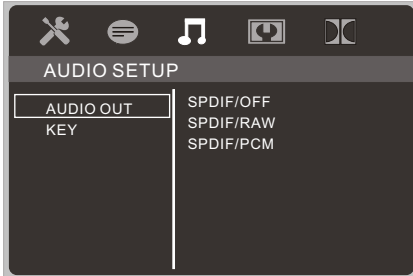 AUDIO SETUP
AUDIO OUT
KEY
SPDIF/OFF
SPDIF/RAW
SPDIF/PCM